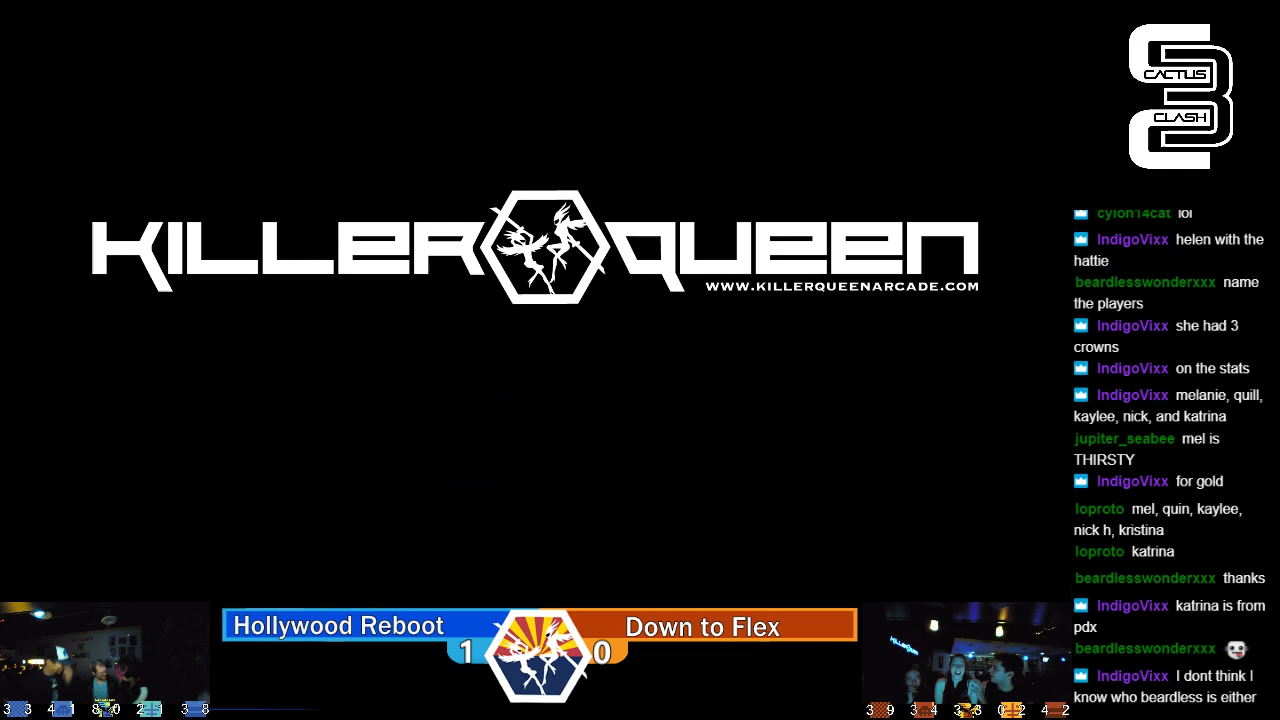 CACTUS
CLASH
3
KILLER QUEEN
WWW.KILLERQUEENARCADE.COM
cylon14cat lol
IndigoVixx helen with the
hattie
beardlesswonderxxx name
the players
IndigoVixx she had 3
crowns
IndigoVixx on the stats
IndigoVixx melanie, quill,
kaylee, nick, and katrina
jupiter_seabee mel is
THIRSTY
IndigoVixx for gold
loproto mel, quin, kaylee,
nick h, kristina
loproto katrina
beardlesswonderxxx thanks
IndigoVixx katrina is from
pdx
beardlesswonderxxx
IndigoVixx I dont think I
know who beardless is either
Hollywood Reboot
1
Down to Flex
0